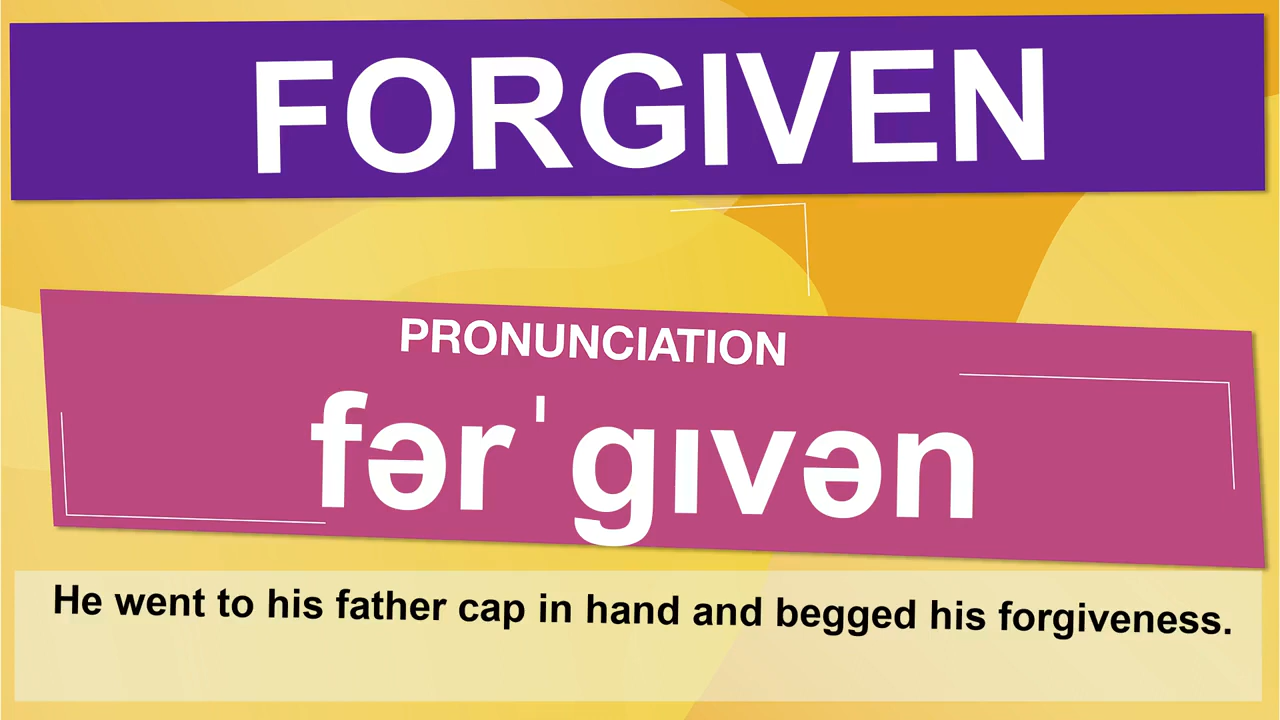 FORGIVEN
PRONUNCIATION
fərˈgɪvən
He went to his father cap in hand and begged his forgiveness.